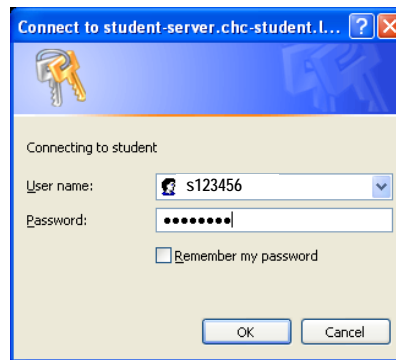 Connect to student-server.chc-student.l...
Connecting to student
User name:
s123456
Password:
••••••••
Remember my password
OK
Cancel